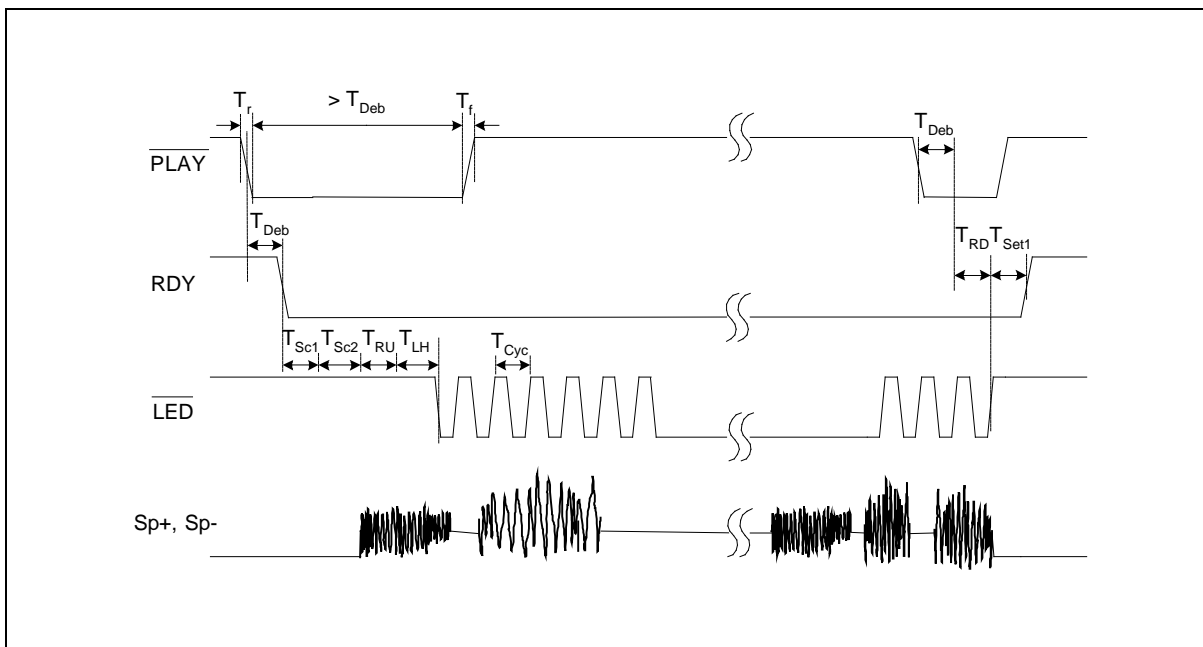 Tr > TDeb Tf
TDeb
PLAY
TDeb
TRD TSet1
RDY
TSc1 TSc2 TRU TLH TCyc
LED
Sp+, Sp-